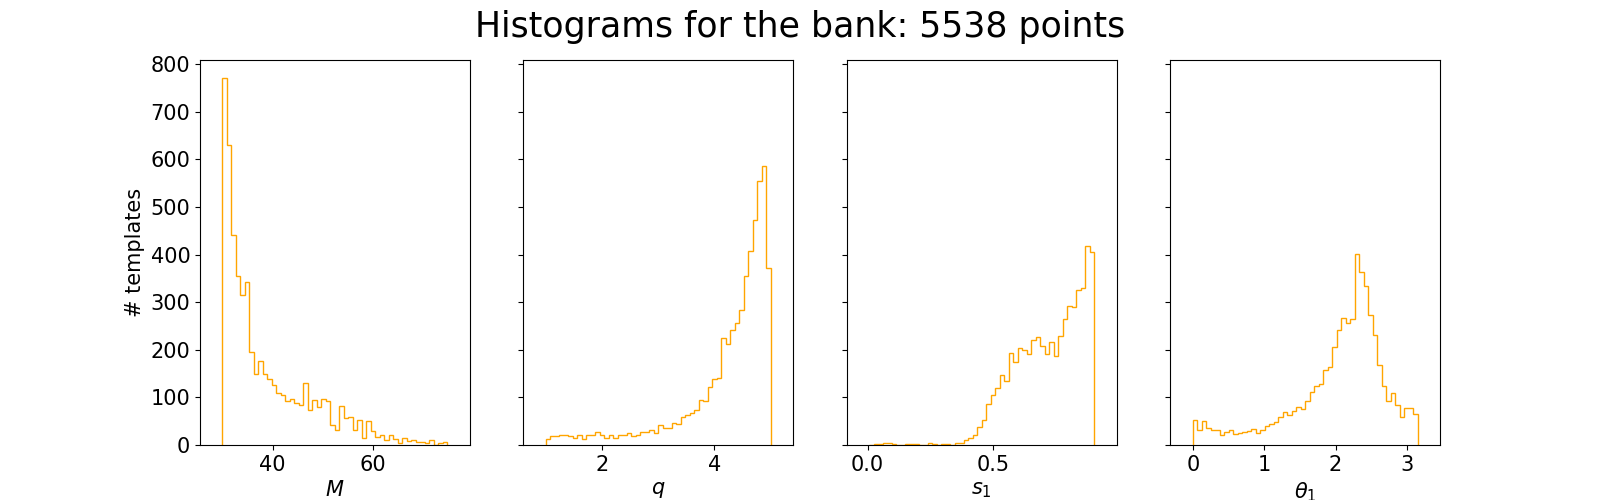 Histograms for the bank: 5538 points
# templates
800
700
600
500
400
300
200
100
0
40 60
M
2 4
q
0.0 0.5
s₁
0 1 2 3
θ₁